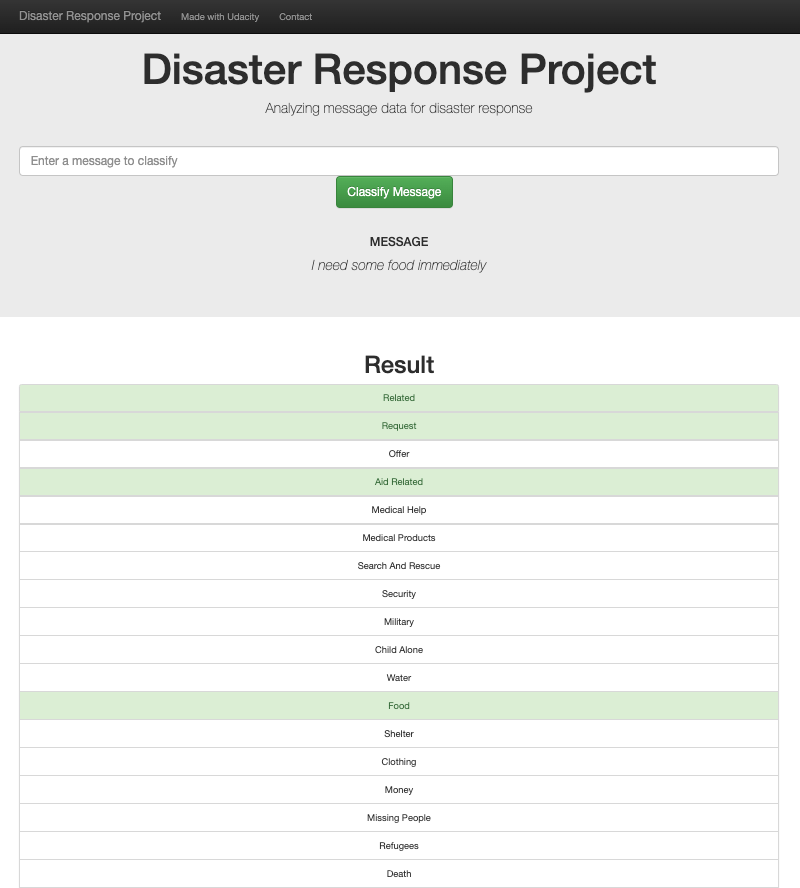 Disaster Response Project Made with Udacity Contact
Disaster Response Project
Analyzing message data for disaster response
Enter a message to classify
Classify Message
MESSAGE
I need some food immediately
Result
Related
Request
Offer
Aid Related
Medical Help
Medical Products
Search And Rescue
Security
Military
Child Alone
Water
Food
Shelter
Clothing
Money
Missing People
Refugees
Death